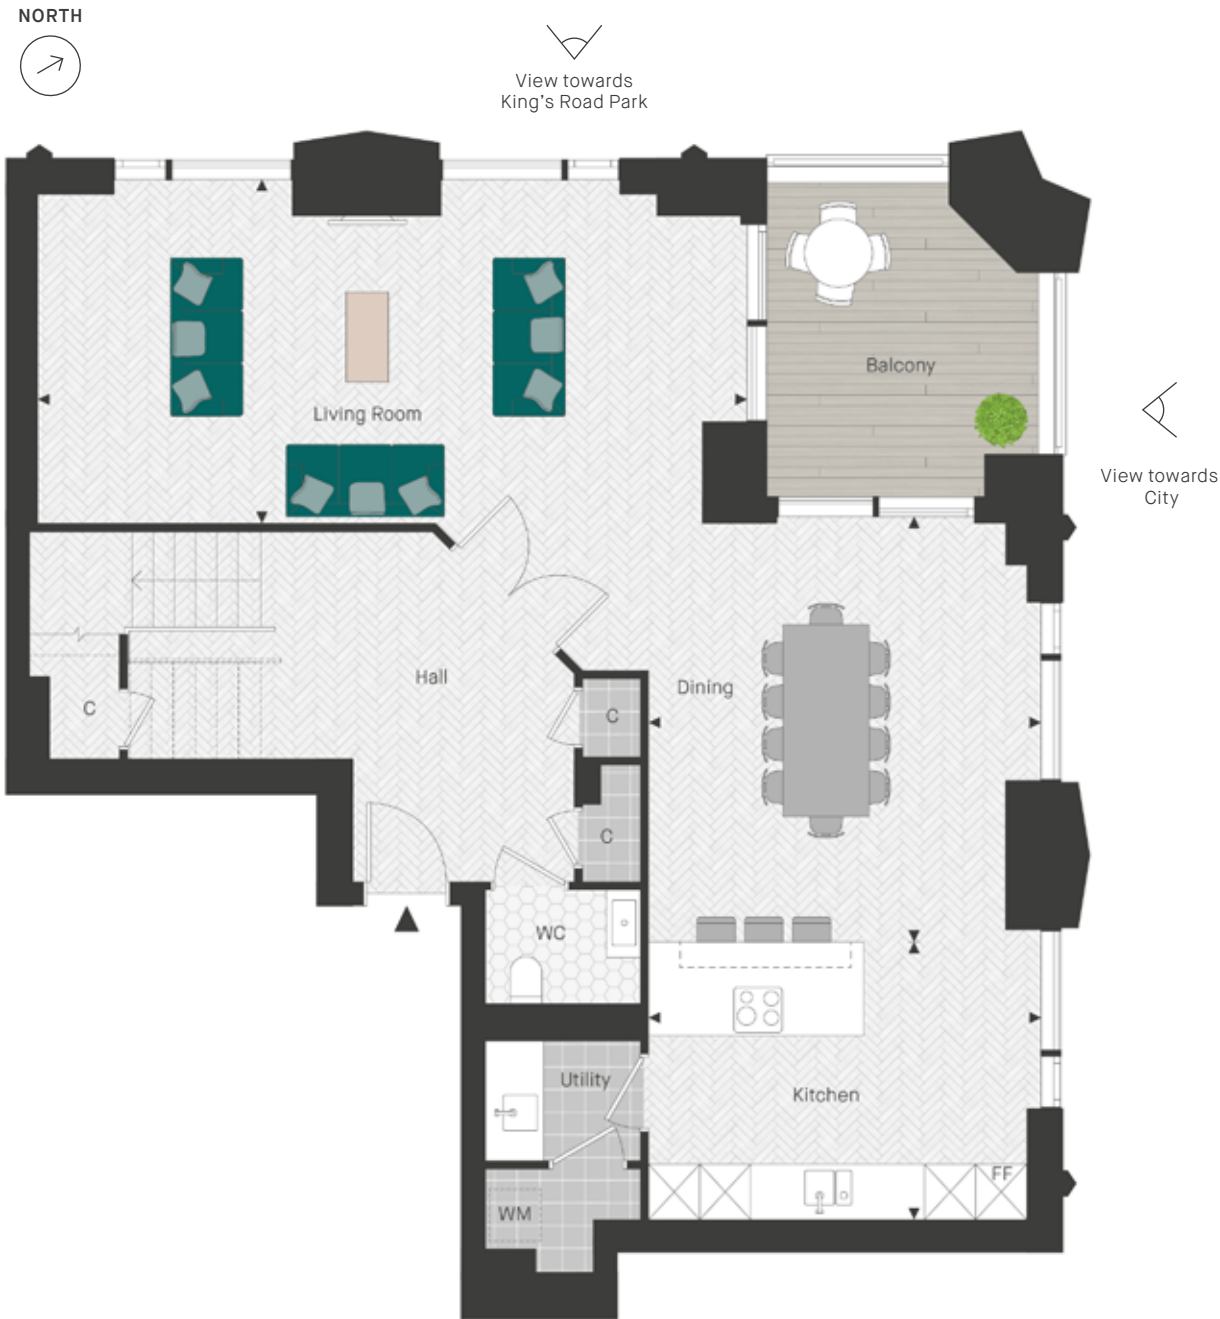 NORTH
View towards
King's Road Park
Balcony
Living Room
View towards
City
Hall
Dining
C
C
C
WC
Utility
Kitchen
FF
WM